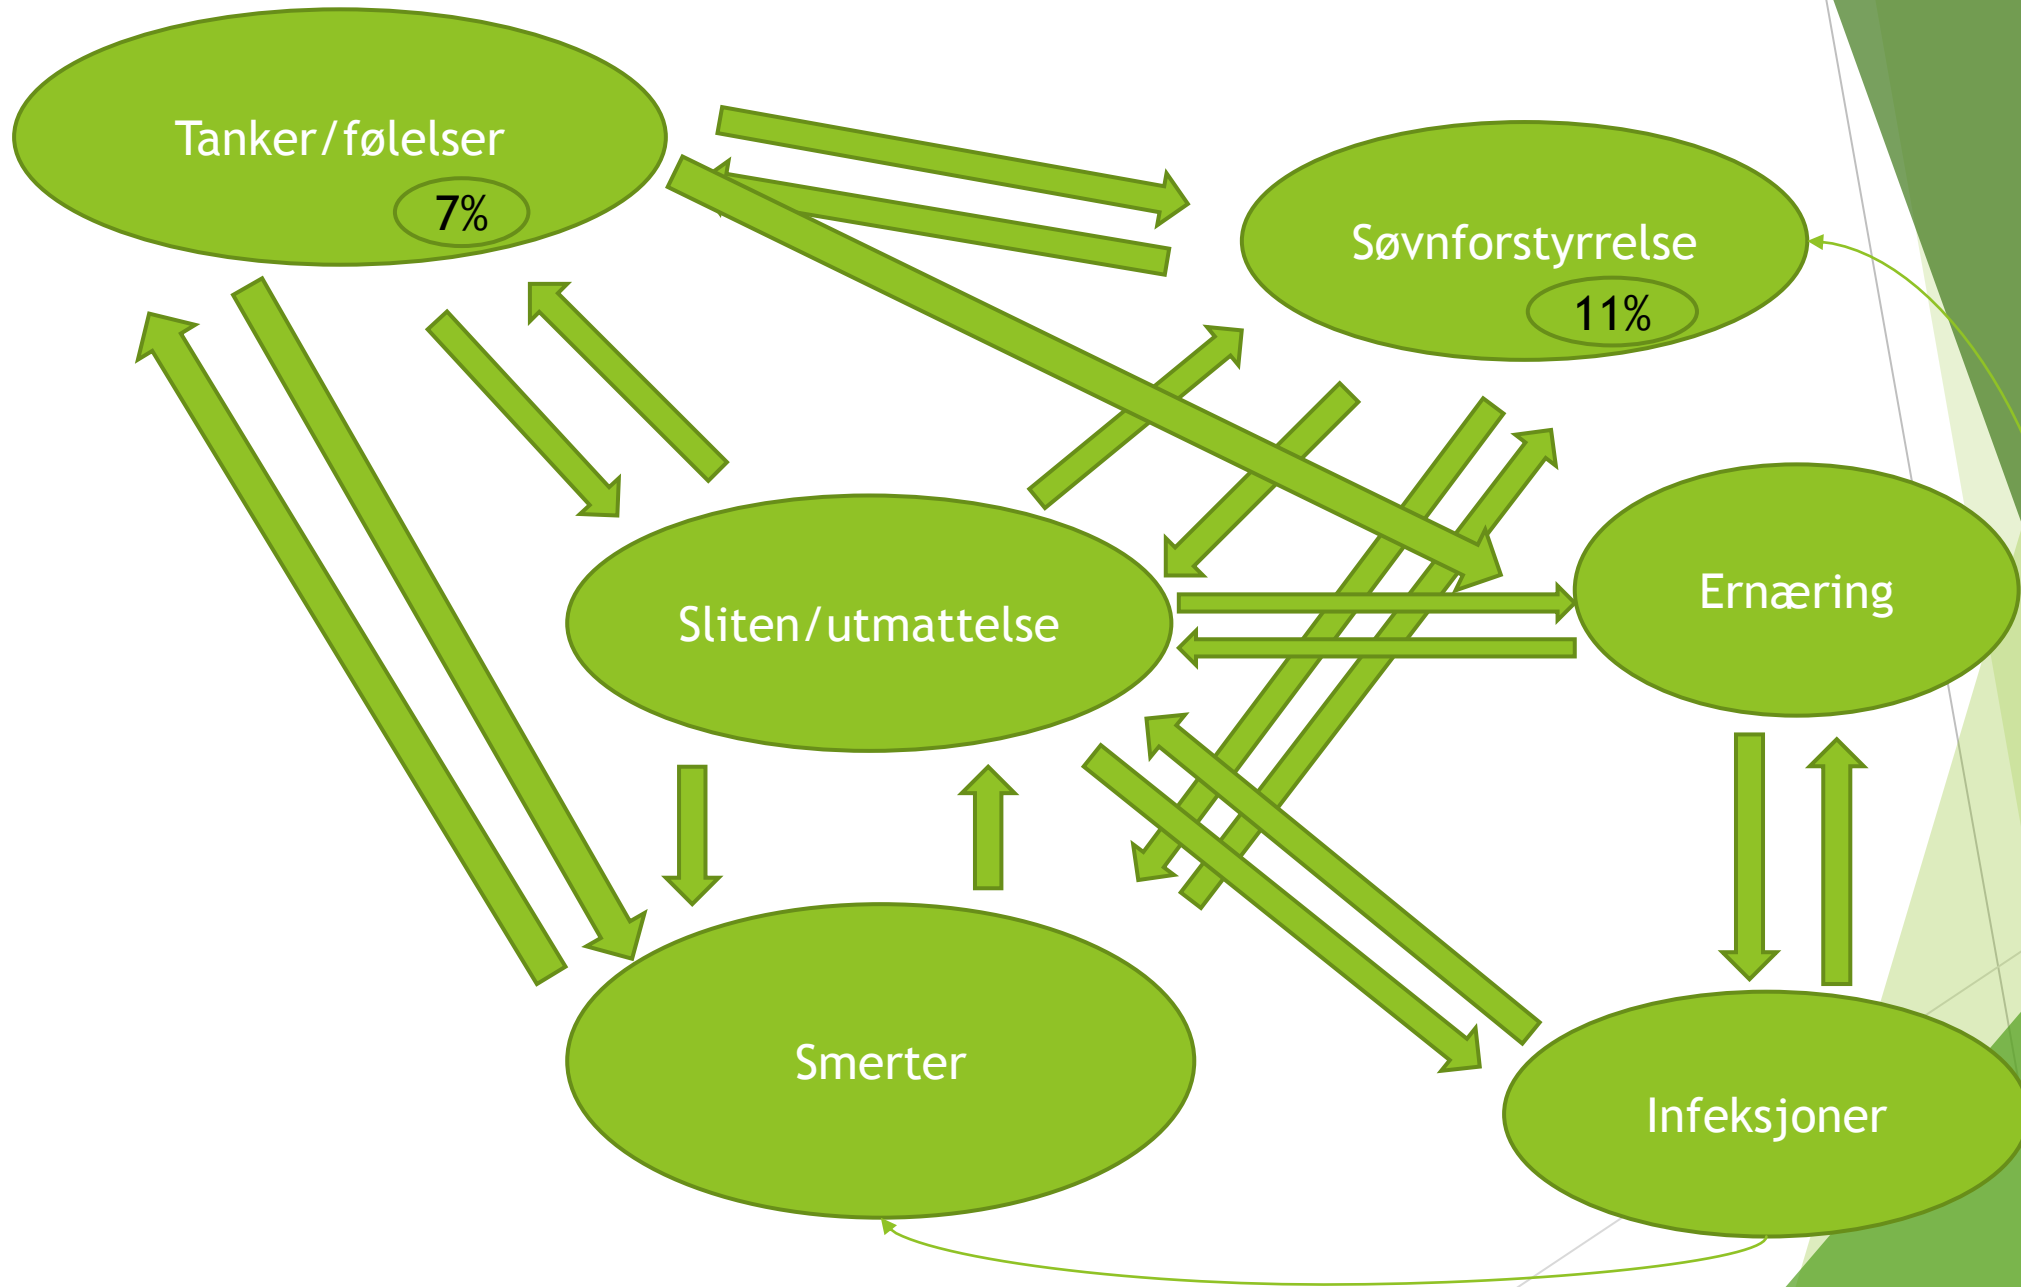 Tanker/følelser
7%
Søvnforstyrrelse
11%
Sliten/utmattelse
Ernæring
Smerter
Infeksjoner